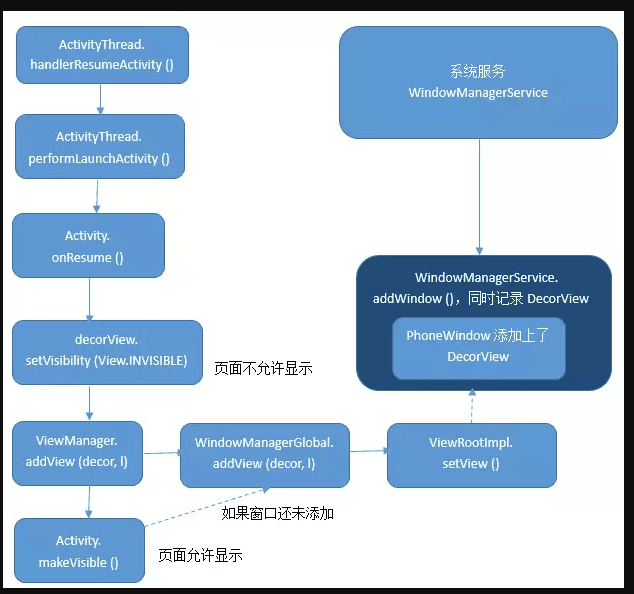 ActivityThread.
handlerResumeActivity ()
ActivityThread.
performLaunchActivity ()
Activity.
onResume ()
decorView.
setVisibility (View.INVISIBLE)
页面不允许显示
ViewManager.
addView (decor, l)
WindowManagerGlobal.
addView (decor, l)
ViewRootImpl.
setView ()
如果窗口还未添加
Activity.
makeVisible ()
页面允许显示
系统服务
WindowManagerService
WindowManagerService.
addWindow ()，同时记录 DecorView
PhoneWindow 添加上了
DecorView